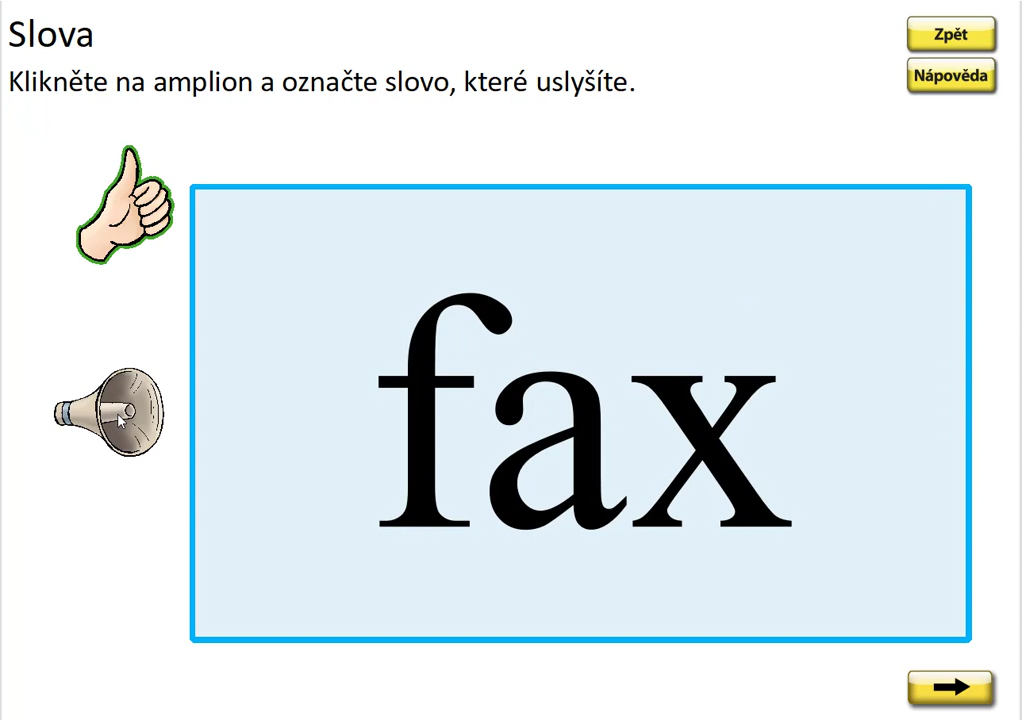 Slova
Zpět
Klikněte na amplion a označte slovo, které uslyšíte.
Nápověda
fax